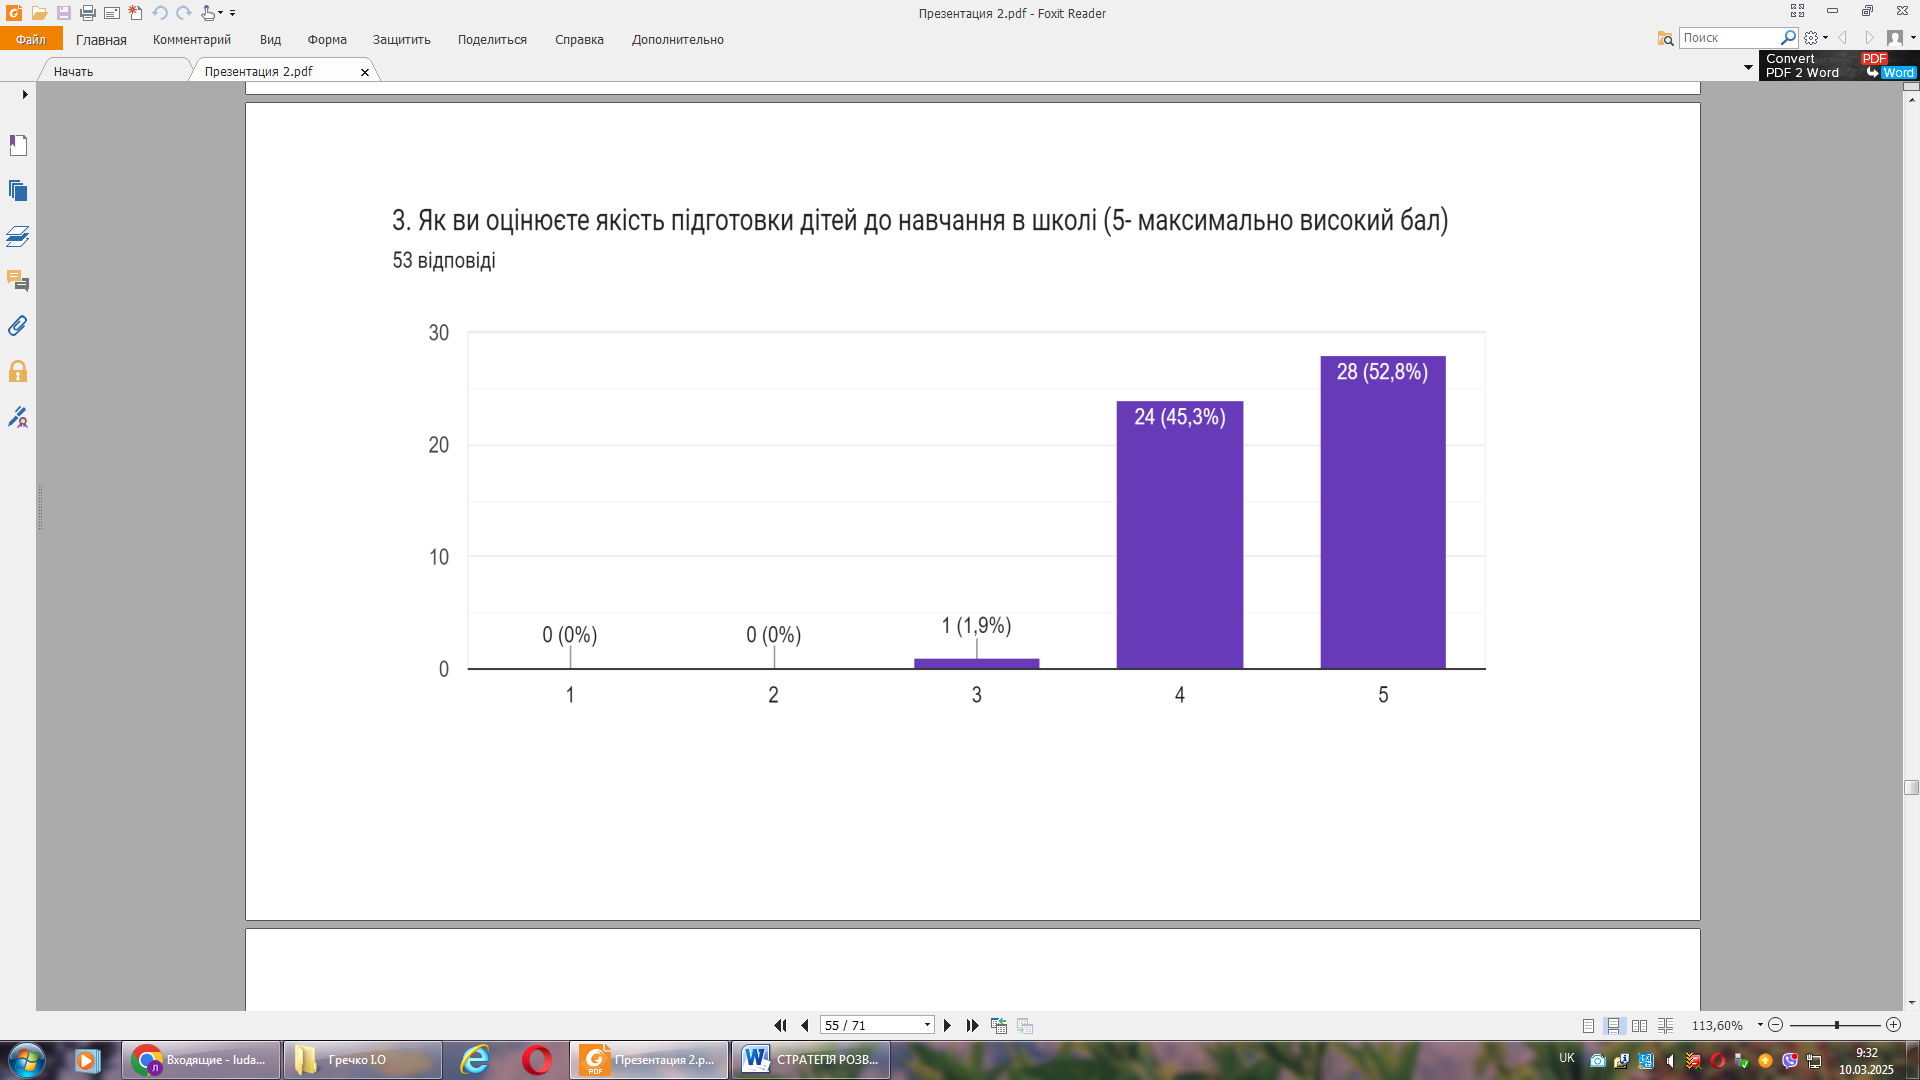 Презентация 2.pdf - Foxit Reader
Файл
Главная
Комментарий
Вид
Форма
Защитить
Поделиться
Справка
Дополнительно
Поиск
Начать
Презентация 2.pdf
Convert
PDF 2 Word
PDF
Word
3. Як ви оцінюєте якість підготовки дітей до навчання в школі (5- максимально високий бал)
53 відповіді
30
20
10
0
0 (0%)
0 (0%)
1 (1,9%)
24 (45,3%)
28 (52,8%)
1
2
3
4
5
55 / 71
113,60%
Входящие - luda...
Гречко І.О
Презентация 2.p...
СТРАТЕГІЯ РОЗВ...
UK
9:32
10.03.2025